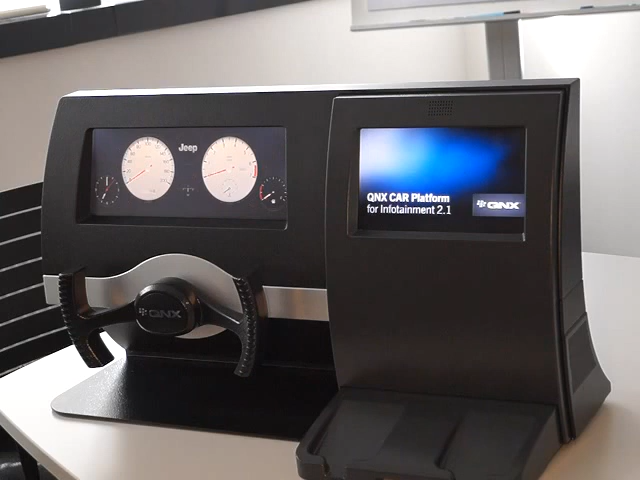 Jeep
QNX CAR Platform
for Infotainment 2.1
QNX
QNX